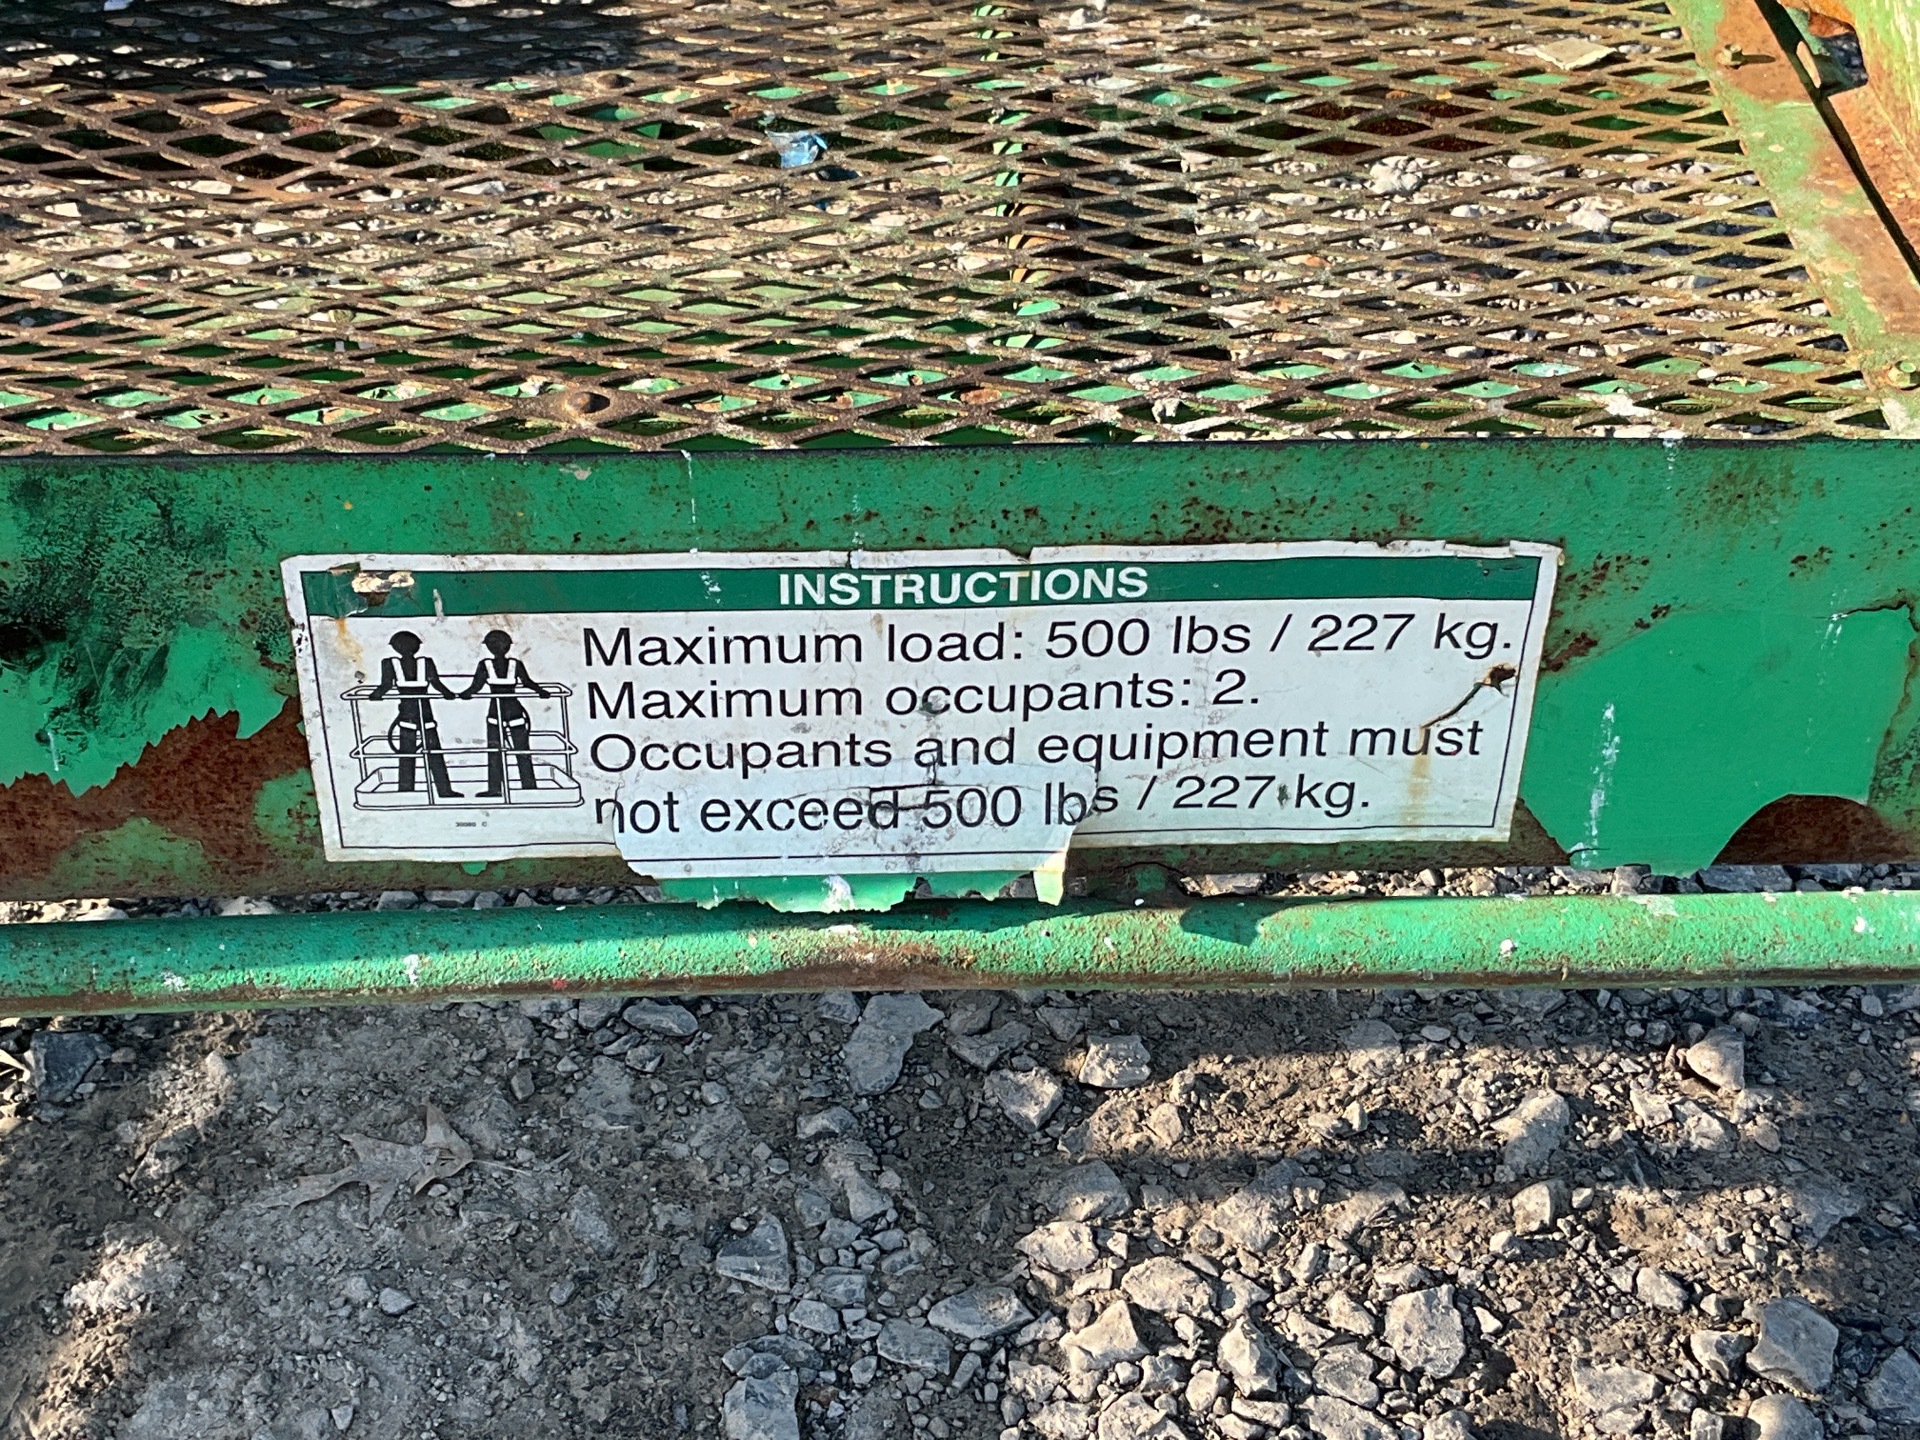 INSTRUCTIONS
Maximum load: 500 lbs / 227 kg.
Maximum occupants: 2.
Occupants and equipment must
not exceed 500 lbs / 227 kg.